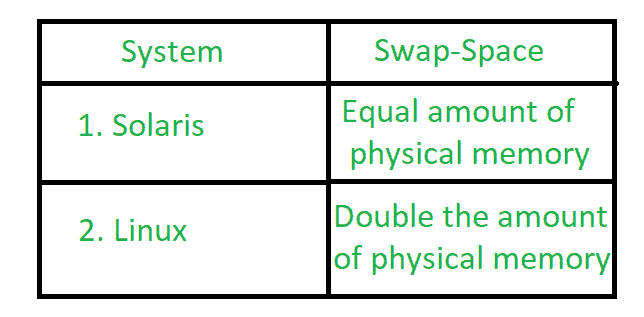 System
Swap-Space
1. Solaris
Equal amount of
physical memory
2. Linux
Double the amount
of physical memory